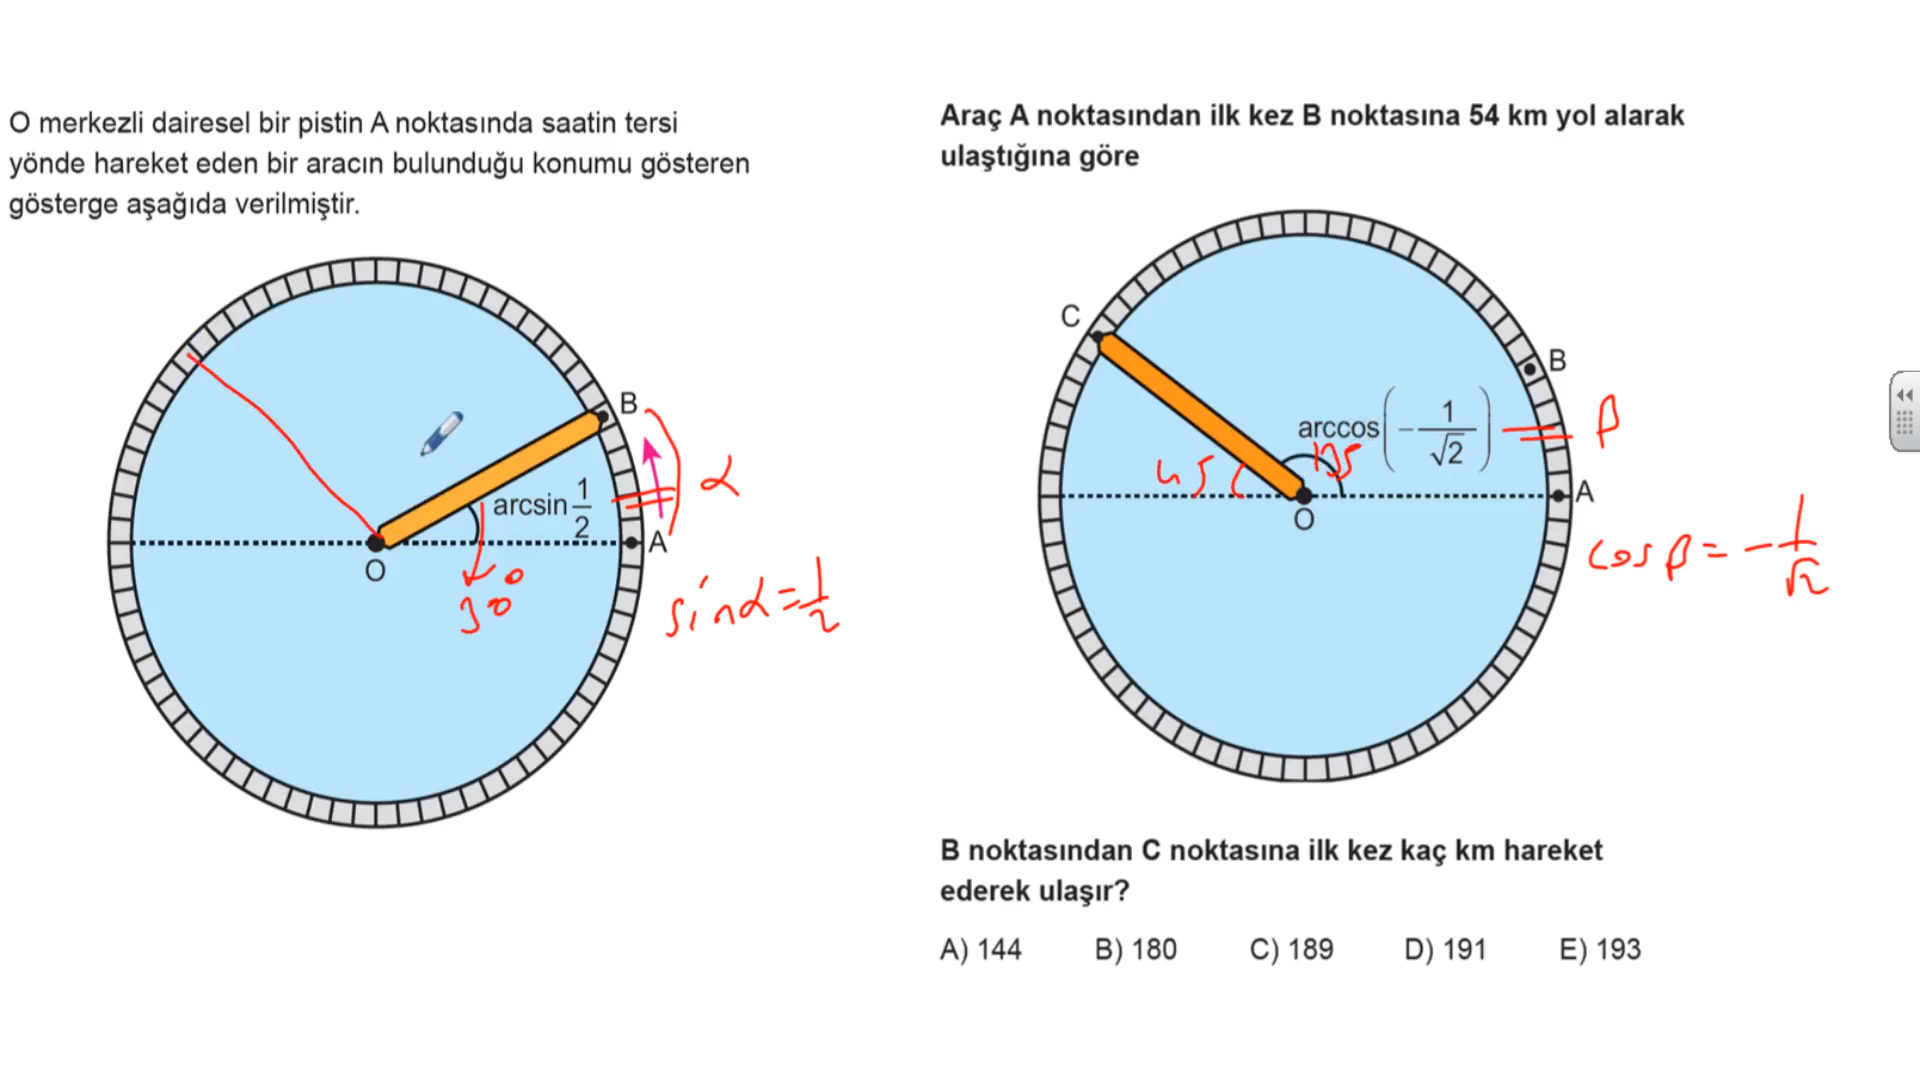 O merkezli dairesel bir pistin A noktasında saatin tersi
yönde hareket eden bir aracın bulunduğu konumu gösteren
gösterge aşağıda verilmiştir.
B
α
arcsin 1/2
A
O
30°
sinα = 1/2
Araç A noktasından ilk kez B noktasına 54 km yol alarak
ulaştığına göre
C
B
arccos(-1/√2)
β
45
135
A
O
cosβ = -1/√2
B noktasından C noktasına ilk kez kaç km hareket
ederek ulaşır?
A) 144 B) 180 C) 189 D) 191 E) 193